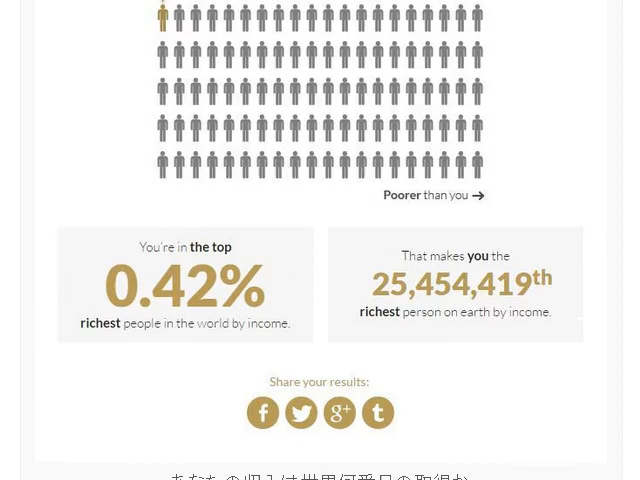 Poorer than you →
You're in the top
0.42%
richest people in the world by income.
That makes you the
25,454,419th
richest person on earth by income.
Share your results:
f g+ t